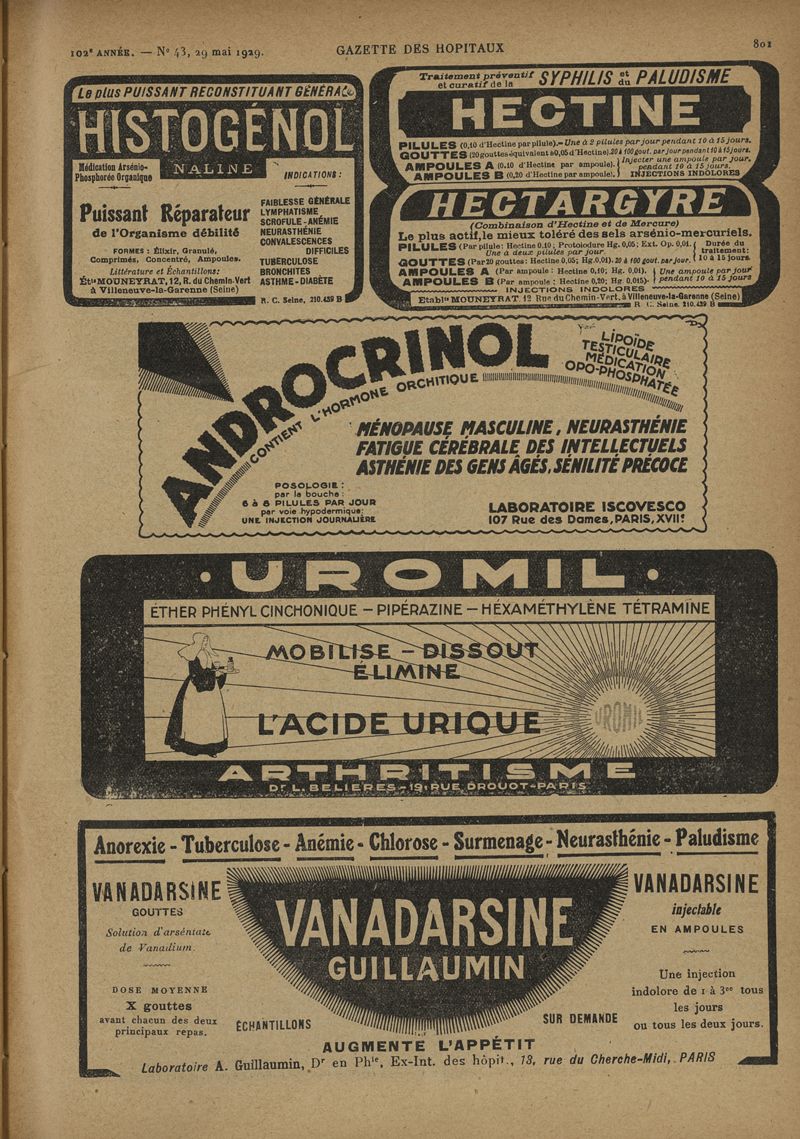 102e ANNÉE. — No 43, 29 mai 1929.
GAZETTE DES HOPITAUX
801
Le plus PUISSANT RECONSTITUANT GÉNÉRAL
HISTOGÉNOL
Médication Arsénio-
Phosphorée Organique
NALINE
INDICATIONS :
Puissant Réparateur
de l'Organisme débilité
FORMES : Élixir, Granulé,
Comprimés, Concentré, Ampoules.
Littérature et Échantillons:
Éts MOUNEYRAT, 12, R. du Chemin-Vert
à Villeneuve-la-Garenne (Seine)
FAIBLESSE GÉNÉRALE
LYMPHATISME
SCROFULE - ANÉMIE
NEURASTHÉNIE
CONVALESCENCES
DIFFICILES
TUBERCULOSE
BRONCHITES
ASTHME - DIABÈTE
R. C. Seine, 210.439 B
Traitement préventif
et curatif de la
SYPHILIS et du PALUDISME
HECTINE
PILULES (0,10 d'Hectine par pilule).- Une à 2 pilules par jour pendant 10 à 15 jours.
GOUTTES (20 gouttes équivalent à 0,05 d'Hectine). 20 à 100 gout. par jour pendant 10 à 15 jours.
AMPOULES A (0,10 d'Hectine par ampoule). Injecter une ampoule par jour,
AMPOULES B (0,20 d'Hectine par ampoule). pendant 10 à 15 jours.
INJECTIONS INDOLORES
HECTARGYRE
(Combinaison d'Hectine et de Mercure)
Le plus actif, le mieux toléré des sels arsénio-mercuriels.
PILULES (Par pilule: Hectine 0.10; Protoiodure Hg. 0,05; Ext. Op. 0,01.
Une à deux pilules par jour.
GOUTTES (Par 20 gouttes: Hectine 0,05; Hg. 0,01). 20 à 100 gout. par jour.
Durée du
traitement:
10 à 15 jours
AMPOULES A (Par ampoule : Hectine 0,10; Hg. 0,01).
AMPOULES B (Par ampoule : Hectine 0,20; Hg. 0,015).
Une ampoule par jour
pendant 10 à 15 jours
INJECTIONS INDOLORES
Etablts MOUNEYRAT, 12 Rue du Chemin-Vert, à Villeneuve-la-Garenne (Seine)
R. C. Seine, 210.439 B
ANDROCRINOL
CONTIENT L'HORMONE ORCHITIQUE
LIPOÏDE
TESTICULAIRE
MÉDICATION
OPO-PHOSPHATÉE
MÉNOPAUSE MASCULINE, NEURASTHÉNIE
FATIGUE CÉRÉBRALE DES INTELLECTUELS
ASTHÉNIE DES GENS ÂGÉS, SÉNILITÉ PRÉCOCE
POSOLOGIE :
par la bouche :
6 à 8 PILULES PAR JOUR
par voie hypodermique:
UNE INJECTION JOURNALIÈRE
LABORATOIRE ISCOVESCO
107 Rue des Dames, PARIS, XVIIe
• UROMIL •
ÉTHER PHÉNYL CINCHONIQUE — PIPÉRAZINE — HÉXAMÉTHYLÈNE TÉTRAMINE
MOBILISE — DISSOUT
ÉLIMINE
L'ACIDE URIQUE
UROMIL
ARTHRITISME
Dr L. BELIERES - 19, RUE DROUOT - PARIS
Anorexie - Tuberculose - Anémie - Chlorose - Surmenage - Neurasthénie - Paludisme
VANADARSINE
GOUTTES
Solution d'arséniate
de Vanadium.
DOSE MOYENNE
X gouttes
avant chacun des deux
principaux repas.
VANADARSINE
GUILLAUMIN
ÉCHANTILLONS
SUR DEMANDE
VANADARSINE
injectable
EN AMPOULES
Une injection
indolore de 1 à 3cc tous
les jours
ou tous les deux jours.
AUGMENTE L'APPÉTIT
Laboratoire A. Guillaumin, Dr en Phie, Ex-Int. des hôpit., 13, rue du Cherche-Midi, PARIS